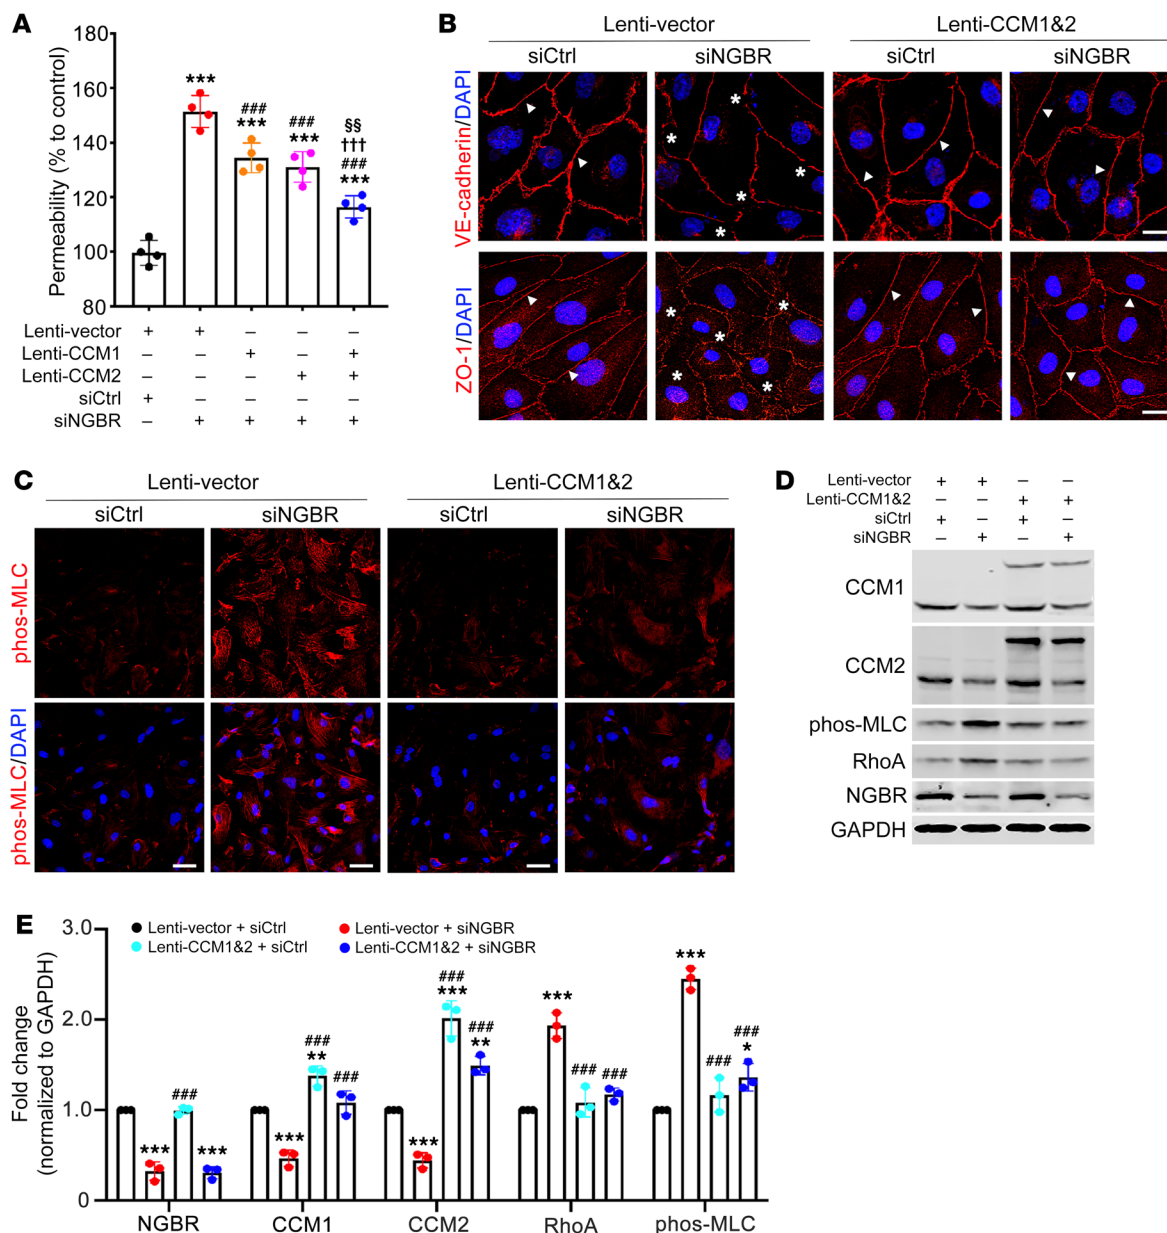 A
Permeability (% to control)
180
160
140
120
100
80
***
###
***
###
***
§§
†††
###
***
Lenti-vector + + – – –
Lenti-CCM1 – – + – +
Lenti-CCM2 – – – + +
siCtrl + – – – –
siNGBR – + + + +
B
Lenti-vector Lenti-CCM1&2
siCtrl siNGBR siCtrl siNGBR
VE-cadherin/DAPI
* * * * *
ZO-1/DAPI
* * * * * *
C
Lenti-vector Lenti-CCM1&2
siCtrl siNGBR siCtrl siNGBR
phos-MLC
phos-MLC/DAPI
D
Lenti-vector + + – –
Lenti-CCM1&2 – – + +
siCtrl + – + –
siNGBR – + – +
CCM1
CCM2
phos-MLC
RhoA
NGBR
GAPDH
E
Fold change
(normalized to GAPDH)
3.0
2.0
1.0
0
Lenti-vector + siCtrl Lenti-vector + siNGBR
Lenti-CCM1&2 + siCtrl Lenti-CCM1&2 + siNGBR
*** ### ***
*** ### ** ###
*** ### *** ### **
*** ### ###
*** ### ### *
NGBR CCM1 CCM2 RhoA phos-MLC